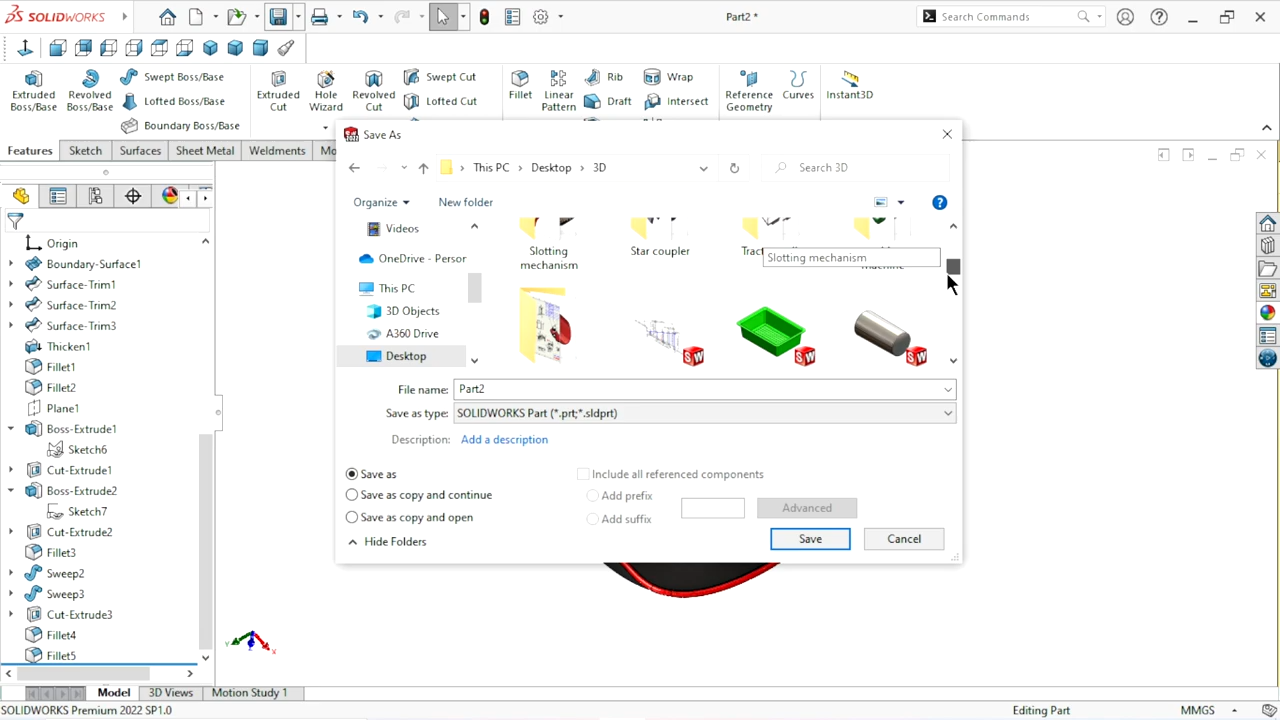 SOLIDWORKS
Part2 *
Search Commands
Extruded Boss/Base
Revolved Boss/Base
Swept Boss/Base
Lofted Boss/Base
Boundary Boss/Base
Extruded Cut
Hole Wizard
Revolved Cut
Swept Cut
Lofted Cut
Fillet
Linear Pattern
Rib
Draft
Wrap
Intersect
Reference Geometry
Curves
Instant3D
Features
Sketch
Surfaces
Sheet Metal
Weldments
Mo
Save As
This PC > Desktop > 3D
Search 3D
Organize
New folder
Videos
OneDrive - Persor
This PC
3D Objects
A360 Drive
Desktop
Slotting mechanism
Star coupler
Tract
Slotting mechanism
File name: Part2
Save as type: SOLIDWORKS Part (*.prt;*.sldprt)
Description: Add a description
Save as
Save as copy and continue
Save as copy and open
Include all referenced components
Add prefix
Add suffix
Advanced
Hide Folders
Save
Cancel
Origin
Boundary-Surface1
Surface-Trim1
Surface-Trim2
Surface-Trim3
Thicken1
Fillet1
Fillet2
Plane1
Boss-Extrude1
Sketch6
Cut-Extrude1
Boss-Extrude2
Sketch7
Cut-Extrude2
Fillet3
Sweep2
Sweep3
Cut-Extrude3
Fillet4
Fillet5
Model
3D Views
Motion Study 1
SOLIDWORKS Premium 2022 SP1.0
Editing Part
MMGS